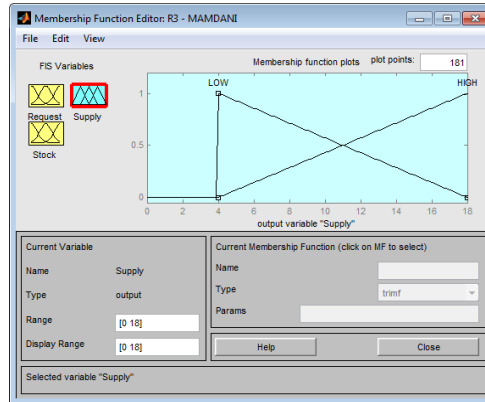 Membership Function Editor: R3 - MAMDANI
File Edit View
FIS Variables
Membership function plots plot points: 181
LOW HIGH
Request Supply
Stock
1
0.5
0
0 2 4 6 8 10 12 14 16 18
output variable "Supply"
Current Variable
Name Supply
Type output
Range [0 18]
Display Range [0 18]
Current Membership Function (click on MF to select)
Name
Type trimf
Params
Help Close
Selected variable "Supply"